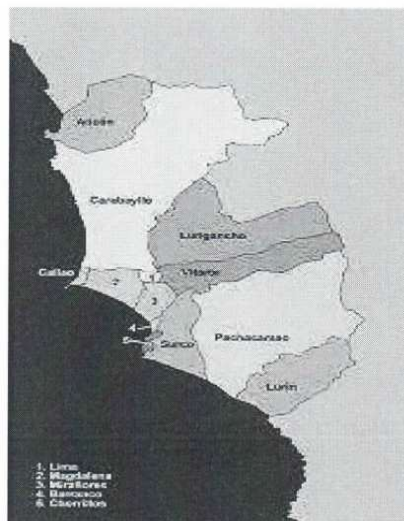 Ancón
Carabayllo
Lurigancho
Callao
Vitarte
1
2
3
4
5
Surco
Pachacamac
Lurín
1. Lima
2. Magdalena
3. Miraflores
4. Barranco
5. Chorrillos